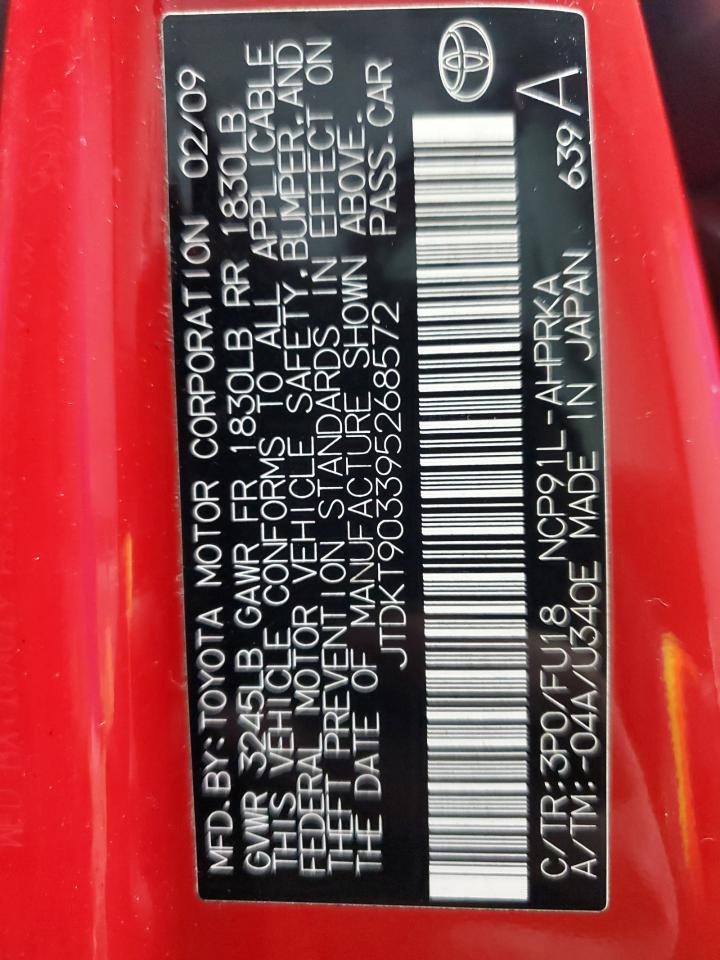 MFD.BY:TOYOTA MOTOR CORPORATION 02/09
GVWR 3245LB GAWR FR 1830LB RR 1830LB
THIS VEHICLE CONFORMS TO ALL APPLICABLE
FEDERAL MOTOR VEHICLE SAFETY,BUMPER,AND
THEFT PREVENTION STANDARDS IN EFFECT ON
THE DATE OF MANUFACTURE SHOWN ABOVE.
JTDKT903395268572 PASS.CAR
C/TR:3P0/FU18 NCP91L-AHPRKA
A/TM:-04A/U340E MADE IN JAPAN 639 A